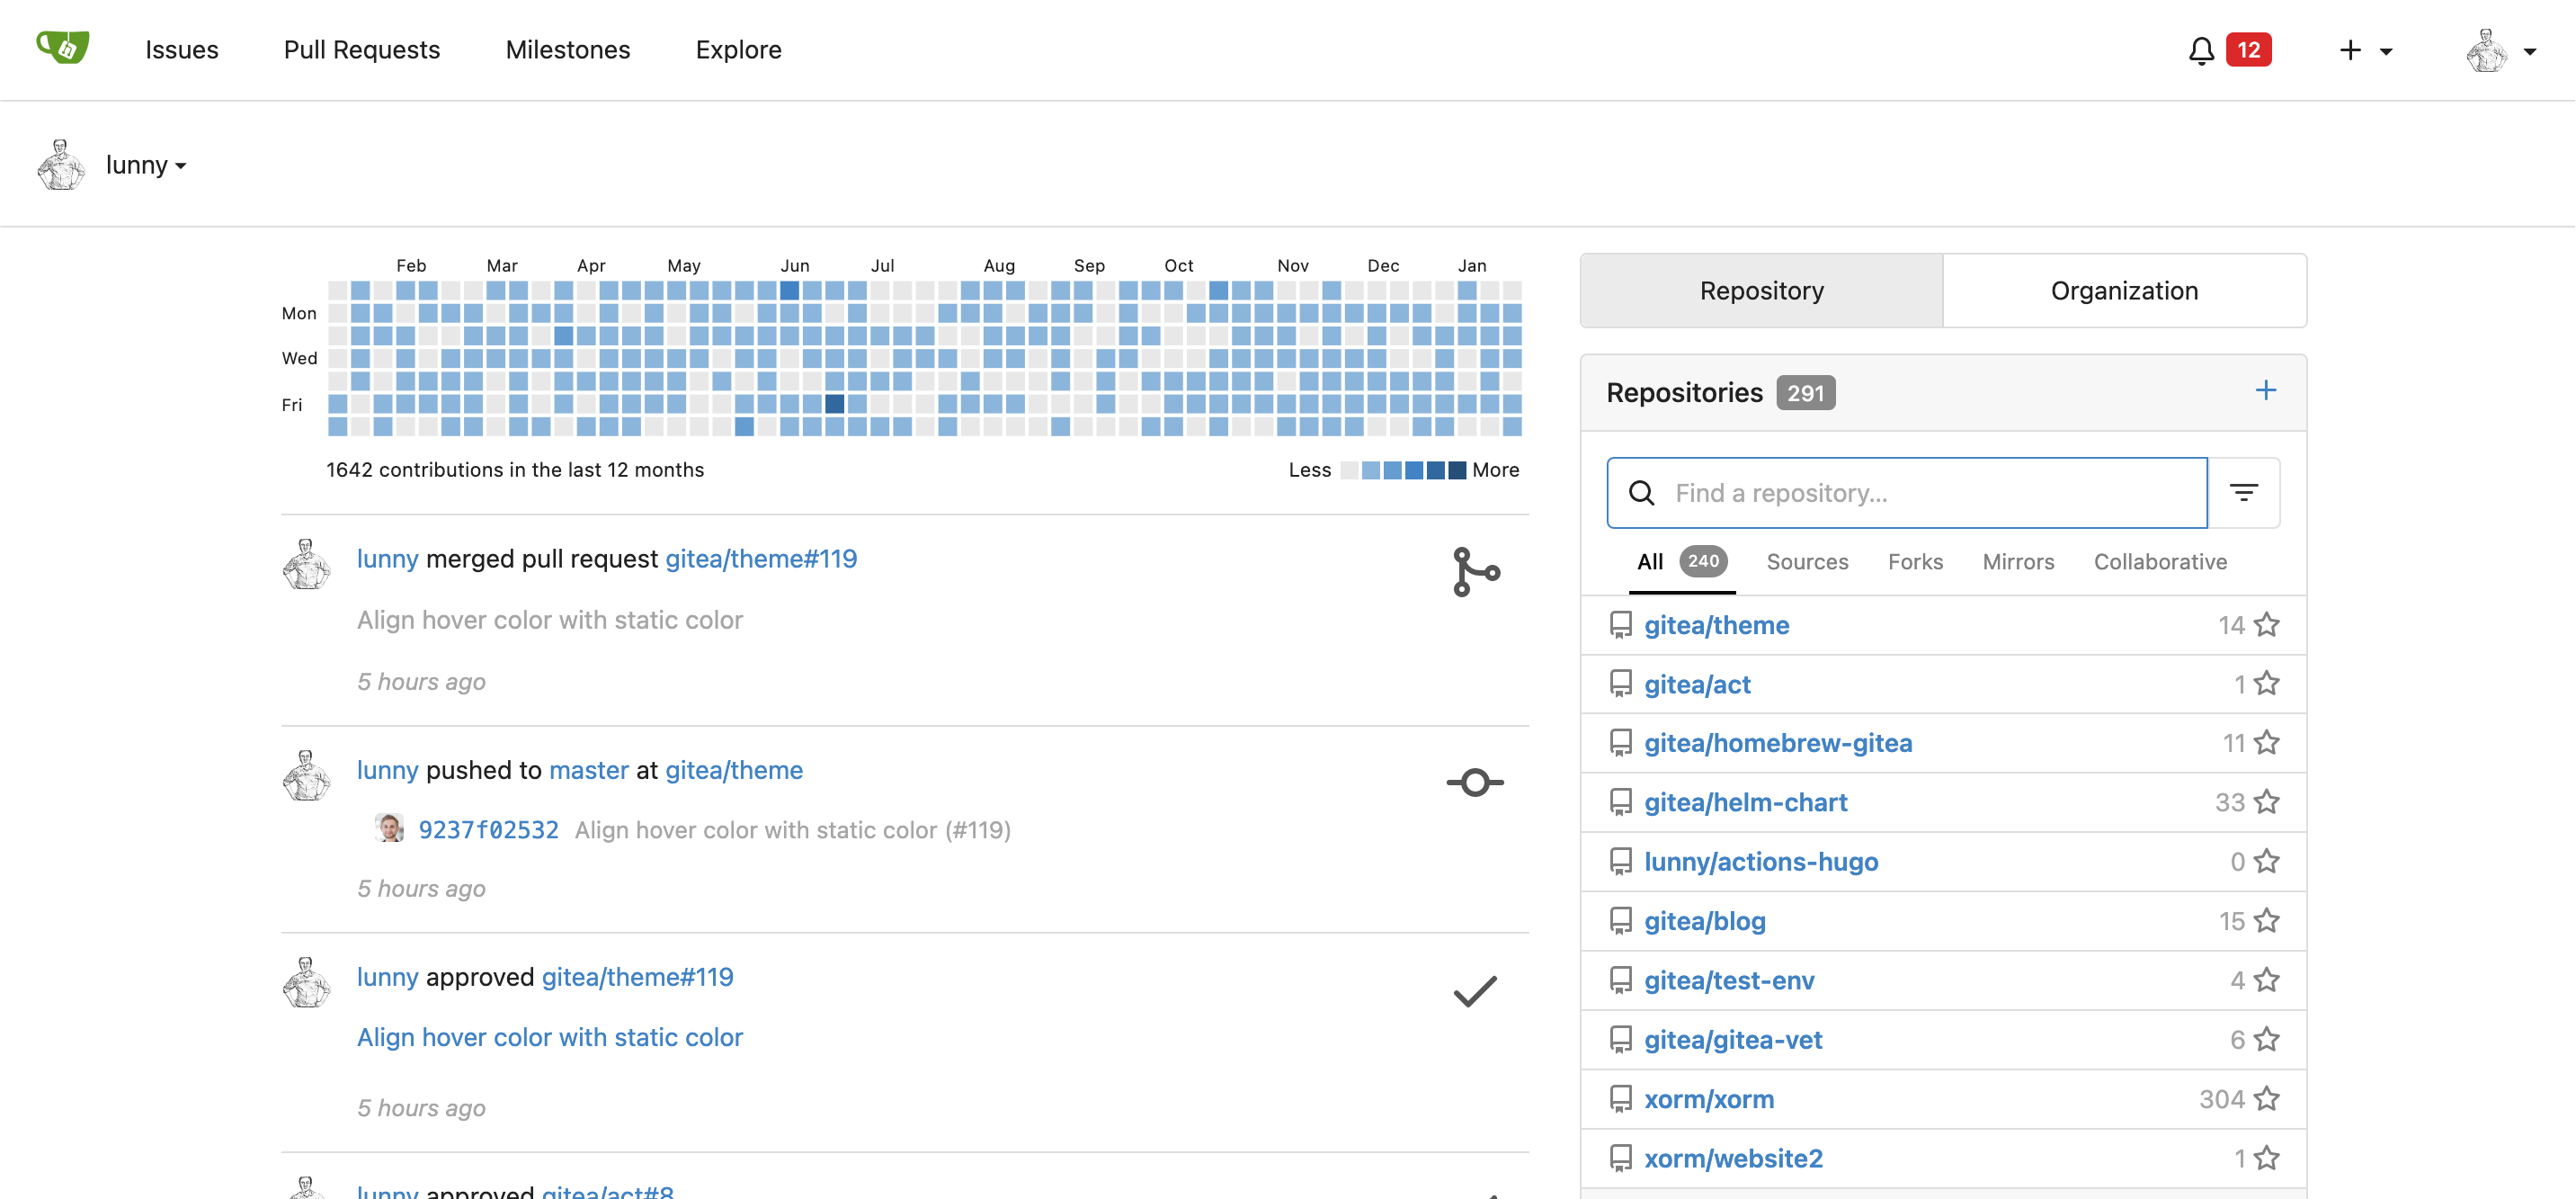 Issues Pull Requests Milestones Explore 12
lunny
Feb Mar Apr May Jun Jul Aug Sep Oct Nov Dec Jan
Mon
Wed
Fri
1642 contributions in the last 12 months Less More
lunny merged pull request gitea/theme#119
Align hover color with static color
5 hours ago
lunny pushed to master at gitea/theme
9237f02532 Align hover color with static color (#119)
5 hours ago
lunny approved gitea/theme#119
Align hover color with static color
5 hours ago
lunny approved gitea/act#8
Repository Organization
Repositories 291
Find a repository...
All 240 Sources Forks Mirrors Collaborative
gitea/theme 14
gitea/act 1
gitea/homebrew-gitea 11
gitea/helm-chart 33
lunny/actions-hugo 0
gitea/blog 15
gitea/test-env 4
gitea/gitea-vet 6
xorm/xorm 304
xorm/website2 1